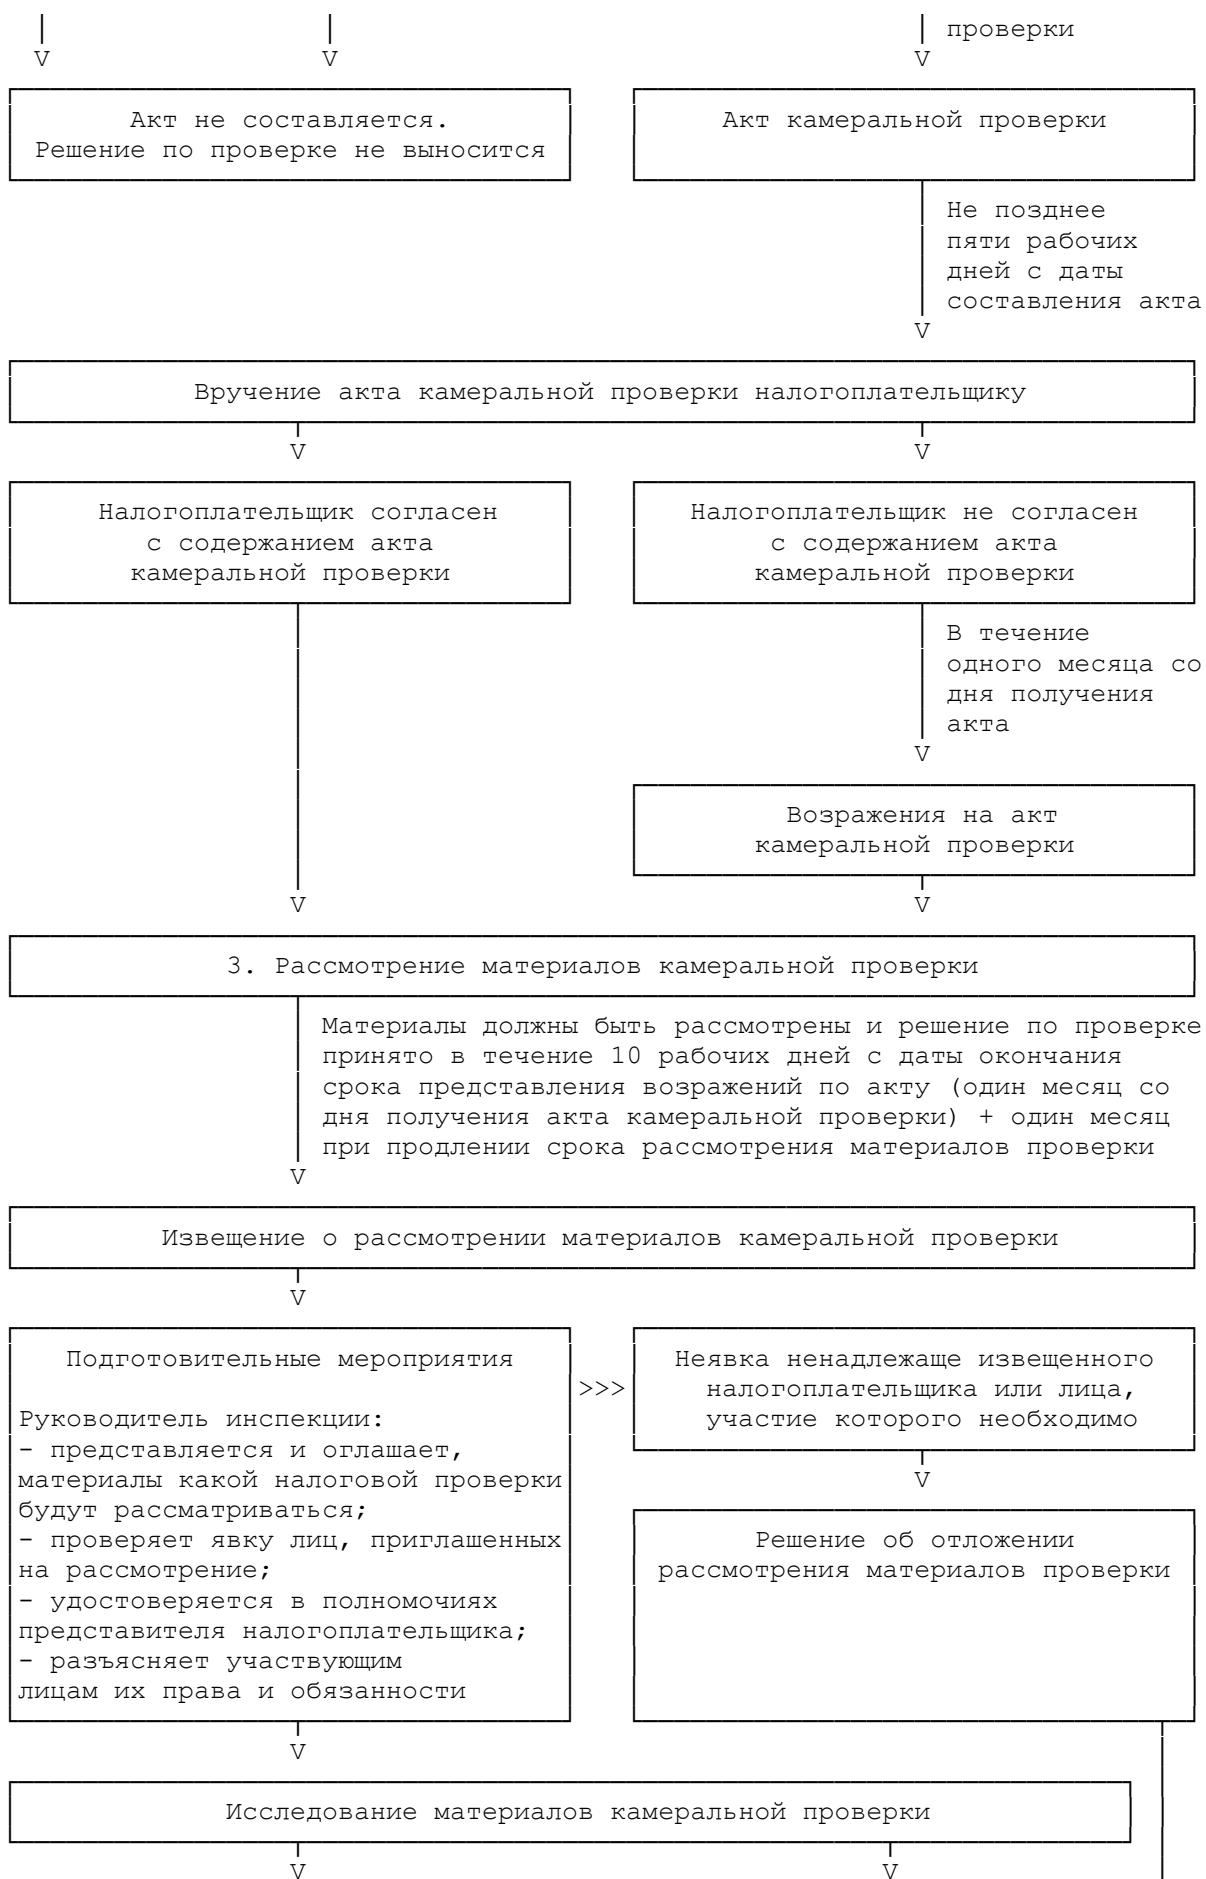 проверки
V V V
Акт не составляется.
Решение по проверке не выносится
Акт камеральной проверки
Не позднее
пяти рабочих
дней с даты
составления акта
V
Вручение акта камеральной проверки налогоплательщику
V V
Налогоплательщик согласен
с содержанием акта
камеральной проверки
Налогоплательщик не согласен
с содержанием акта
камеральной проверки
В течение
одного месяца со
дня получения
акта
V
Возражения на акт
камеральной проверки
V V
3. Рассмотрение материалов камеральной проверки
Материалы должны быть рассмотрены и решение по проверке
принято в течение 10 рабочих дней с даты окончания
срока представления возражений по акту (один месяц со
дня получения акта камеральной проверки) + один месяц
при продлении срока рассмотрения материалов проверки
V
Извещение о рассмотрении материалов камеральной проверки
V
Подготовительные мероприятия
Руководитель инспекции:
- представляется и оглашает,
материалы какой налоговой проверки
будут рассматриваться;
- проверяет явку лиц, приглашенных
на рассмотрение;
- удостоверяется в полномочиях
представителя налогоплательщика;
- разъясняет участвующим
лицам их права и обязанности
>>>
Неявка ненадлежаще извещенного
налогоплательщика или лица,
участие которого необходимо
V
Решение об отложении
рассмотрения материалов проверки
V
Исследование материалов камеральной проверки
V V